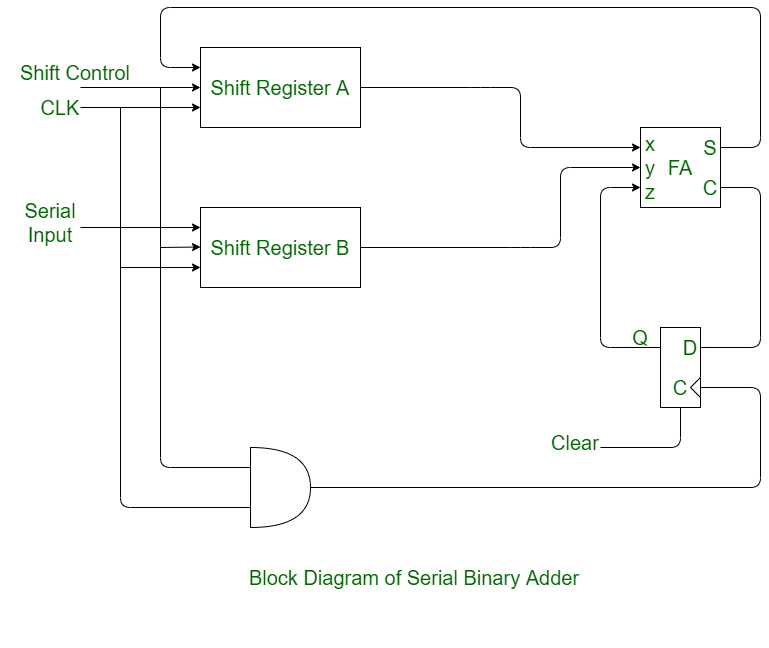 Shift Control
CLK
Shift Register A
x
y
z
FA
S
C
Serial
Input
Shift Register B
Q
D
C
Clear
Block Diagram of Serial Binary Adder